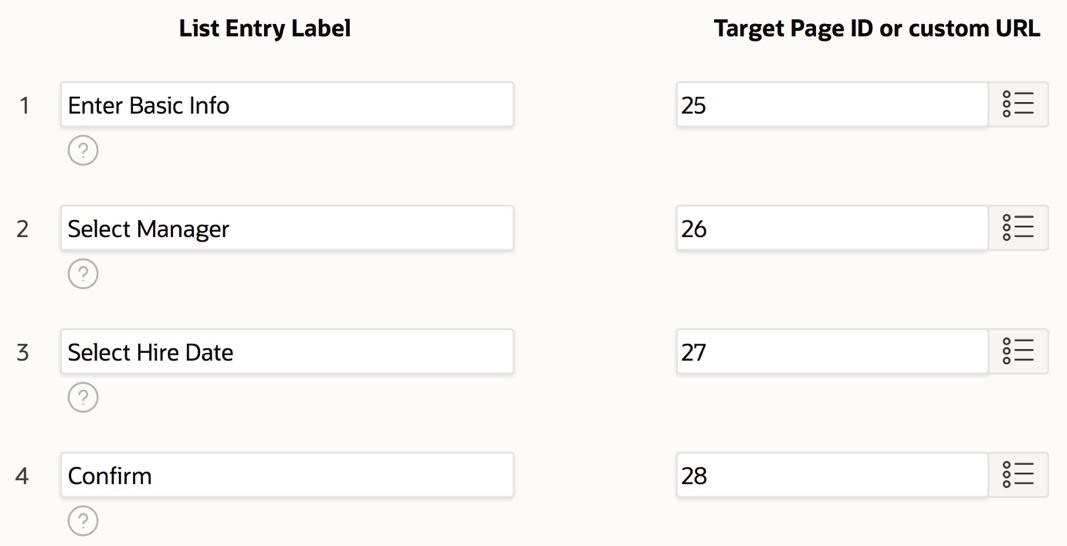 List Entry Label Target Page ID or custom URL
1 Enter Basic Info 25
?
2 Select Manager 26
?
3 Select Hire Date 27
?
4 Confirm 28
?